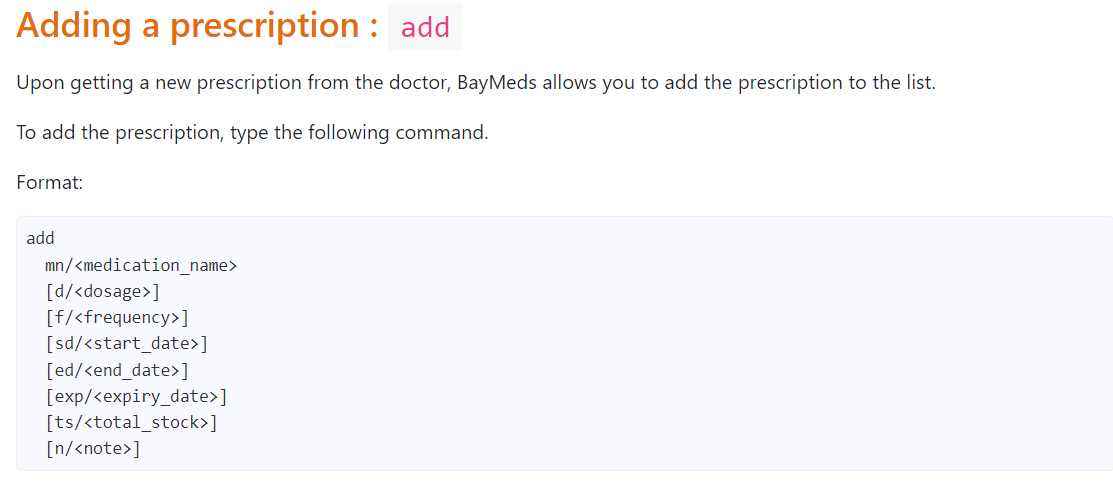 Adding a prescription : add
Upon getting a new prescription from the doctor, BayMeds allows you to add the prescription to the list.
To add the prescription, type the following command.
Format:
add
mn/<medication_name>
[d/<dosage>]
[f/<frequency>]
[sd/<start_date>]
[ed/<end_date>]
[exp/<expiry_date>]
[ts/<total_stock>]
[n/<note>]